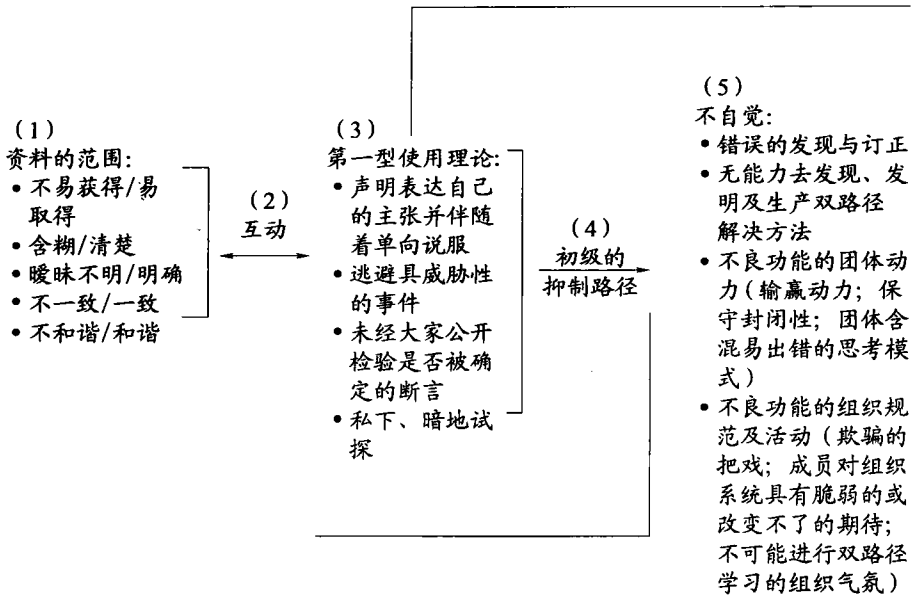 （1）
资料的范围：
• 不易获得/易
取得
• 含糊/清楚
• 暧昧不明/明确
• 不一致/一致
• 不和谐/和谐
（2）
互动
（3）
第一型使用理论：
• 声明表达自己
的主张并伴随
着单向说服
• 逃避具威胁性
的事件
• 未经大家公开
检验是否被确
定的断言
• 私下、暗地试
探
（4）
初级的
抑制路径
（5）
不自觉：
• 错误的发现与订正
• 无能力去发现、发
明及生产双路径
解决方法
• 不良功能的团体动
力（输赢动力；保
守封闭性；团体含
混易出错的思考模
式）
• 不良功能的组织规
范及活动（欺骗的
把戏；成员对组织
系统具有脆弱的或
改变不了的期待；
不可能进行双路径
学习的组织气氛）